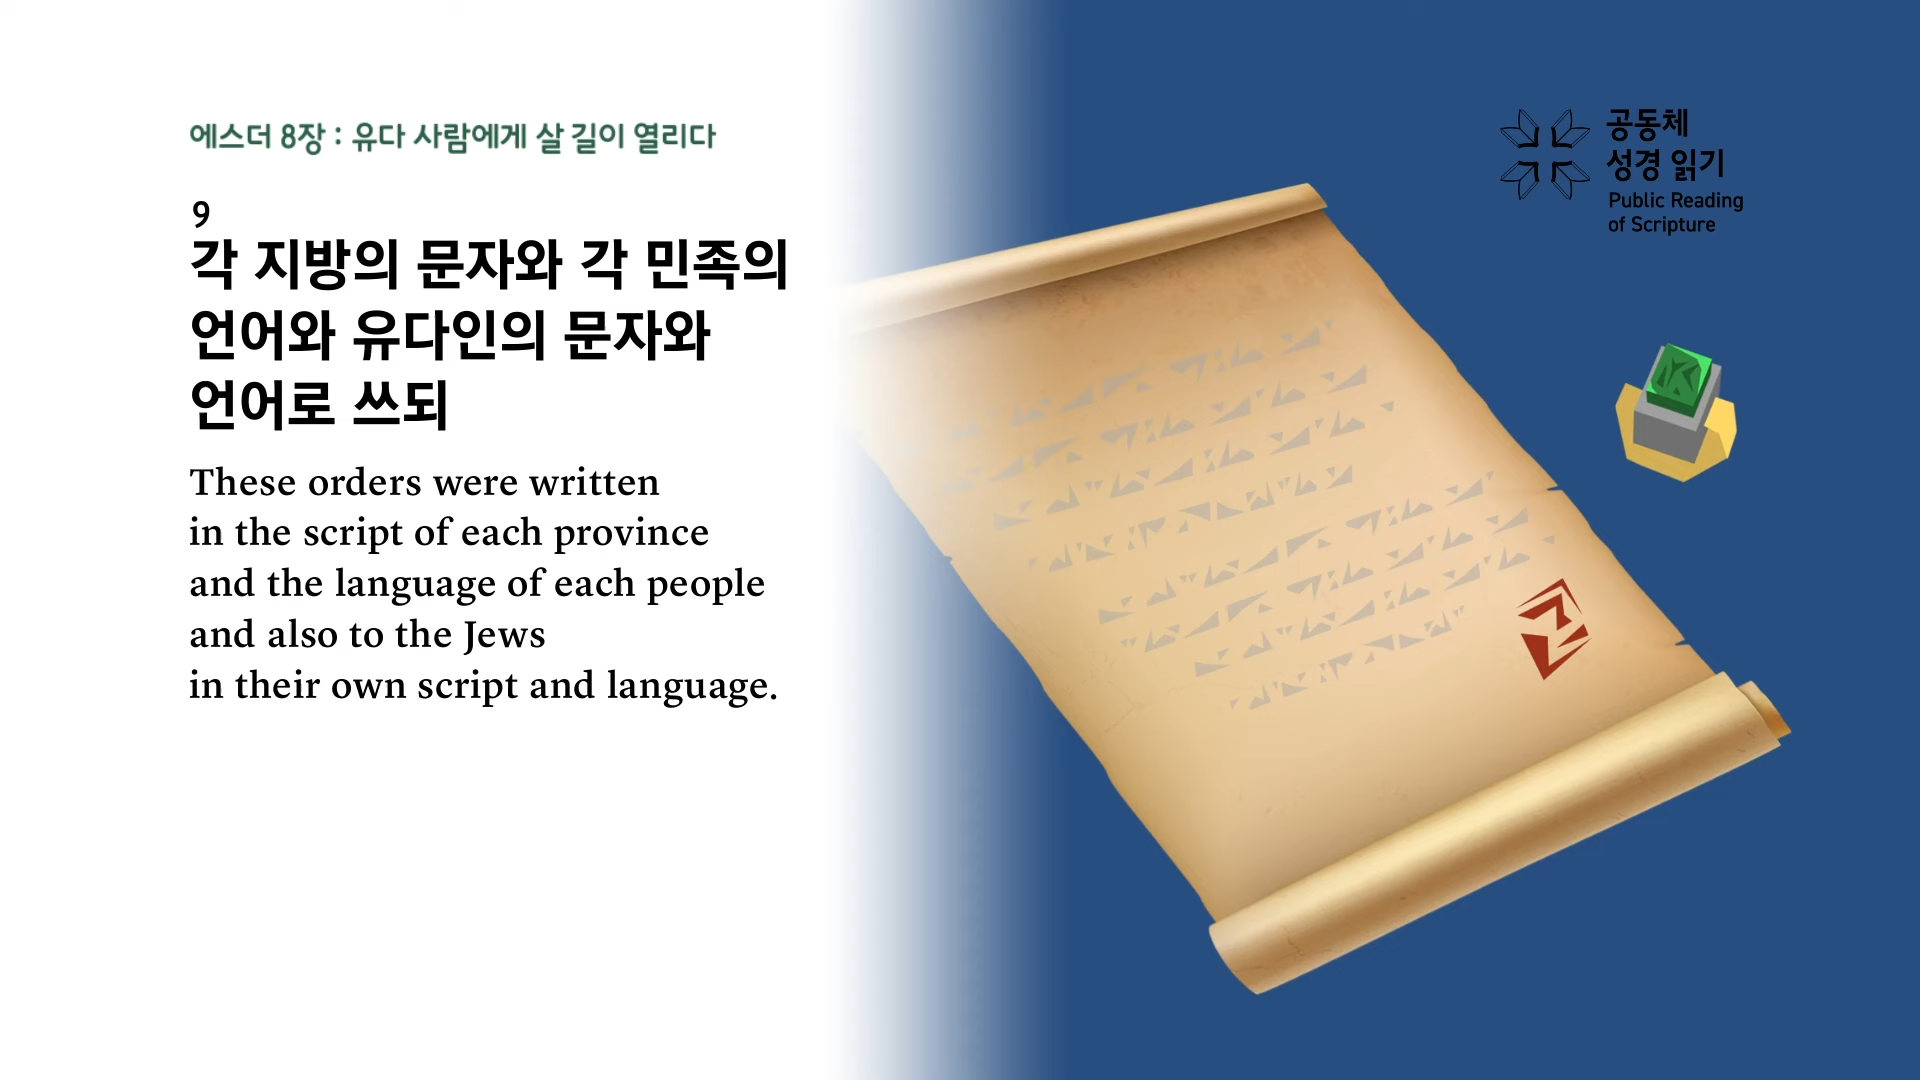 에스더 8장 : 유다 사람에게 살 길이 열리다
9
각 지방의 문자와 각 민족의
언어와 유다인의 문자와
언어로 쓰되
These orders were written
in the script of each province
and the language of each people
and also to the Jews
in their own script and language.
공동체
성경 읽기
Public Reading
of Scripture